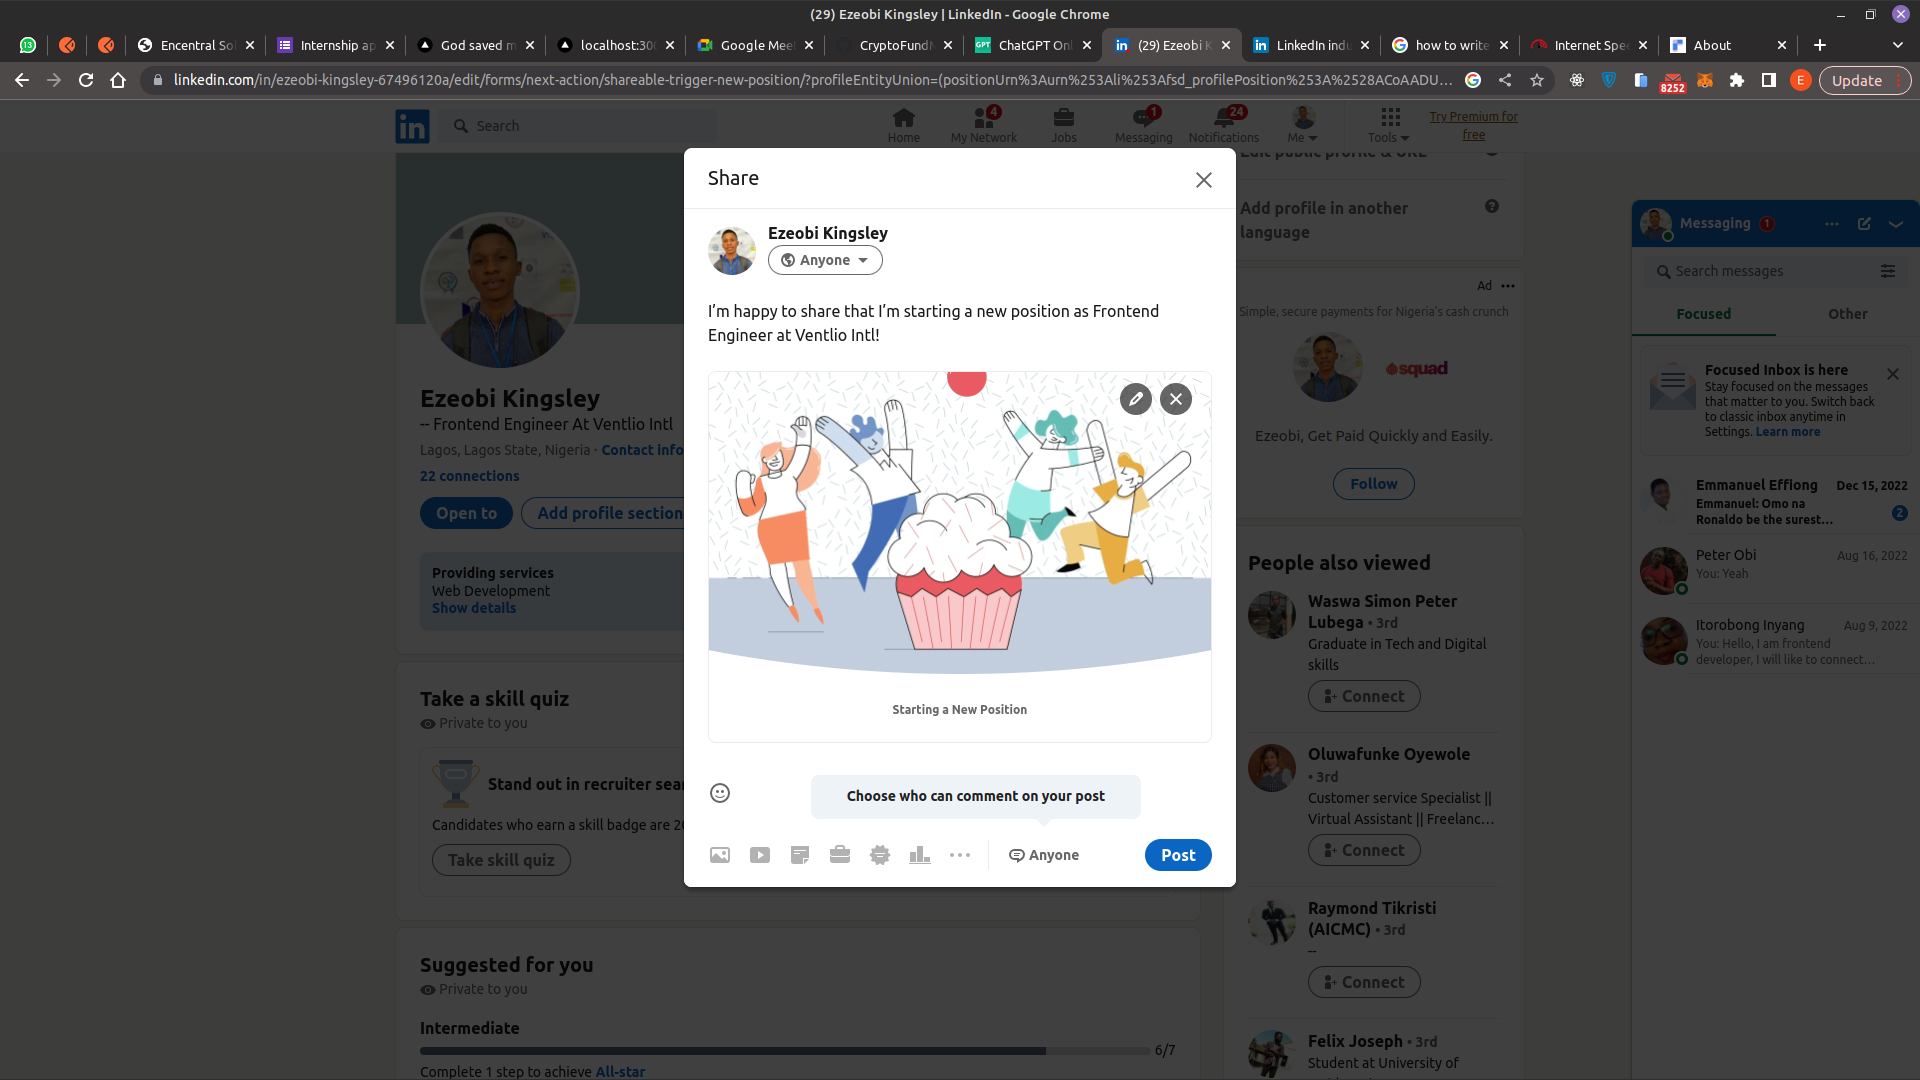 (29) Ezeobi Kingsley | LinkedIn - Google Chrome
13
Encentral Sol
Internship ap
God saved m
localhost:300
Google Meet
CryptoFundM
ChatGPT Onl
(29) Ezeobi K
LinkedIn indu
how to write
Internet Spee
About
linkedin.com/in/ezeobi-kingsley-67496120a/edit/forms/next-action/shareable-trigger-new-position/?profileEntityUnion=(positionUrn%3Aurn%253Ali%253Afsd_profilePosition%253A%2528ACoAADU...
8252
E
Update
in
Search
Home
4
My Network
Jobs
1
Messaging
24
Notifications
Me
Tools
Try Premium for
free
Share
Ezeobi Kingsley
Anyone
I'm happy to share that I'm starting a new position as Frontend
Engineer at Ventlio Intl!
Starting a New Position
Choose who can comment on your post
Anyone
Post
Ezeobi Kingsley
-- Frontend Engineer At Ventlio Intl
Lagos, Lagos State, Nigeria · Contact info
22 connections
Open to
Add profile section
Providing services
Web Development
Show details
Take a skill quiz
Private to you
Stand out in recruiter sear
Candidates who earn a skill badge are 2
Take skill quiz
Suggested for you
Private to you
Intermediate
6/7
Complete 1 step to achieve All-star
Edit public profile & URL
Add profile in another
language
Ad
Simple, secure payments for Nigeria's cash crunch
squad
Ezeobi, Get Paid Quickly and Easily.
Follow
People also viewed
Waswa Simon Peter
Lubega • 3rd
Graduate in Tech and Digital
skills
Connect
Oluwafunke Oyewole
• 3rd
Customer service Specialist ||
Virtual Assistant || Freelanc...
Connect
Raymond Tikristi
(AICMC) • 3rd
--
Connect
Felix Joseph • 3rd
Student at University of
Messaging
1
Search messages
Focused
Other
Focused Inbox is here
Stay focused on the messages
that matter to you. Switch back
to classic inbox anytime in
Settings. Learn more
Emmanuel Effiong
Dec 15, 2022
Emmanuel: Omo na
Ronaldo be the surest...
2
Peter Obi
Aug 16, 2022
You: Yeah
Itorobong Inyang
Aug 9, 2022
You: Hello, I am frontend
developer, I will like to connect...